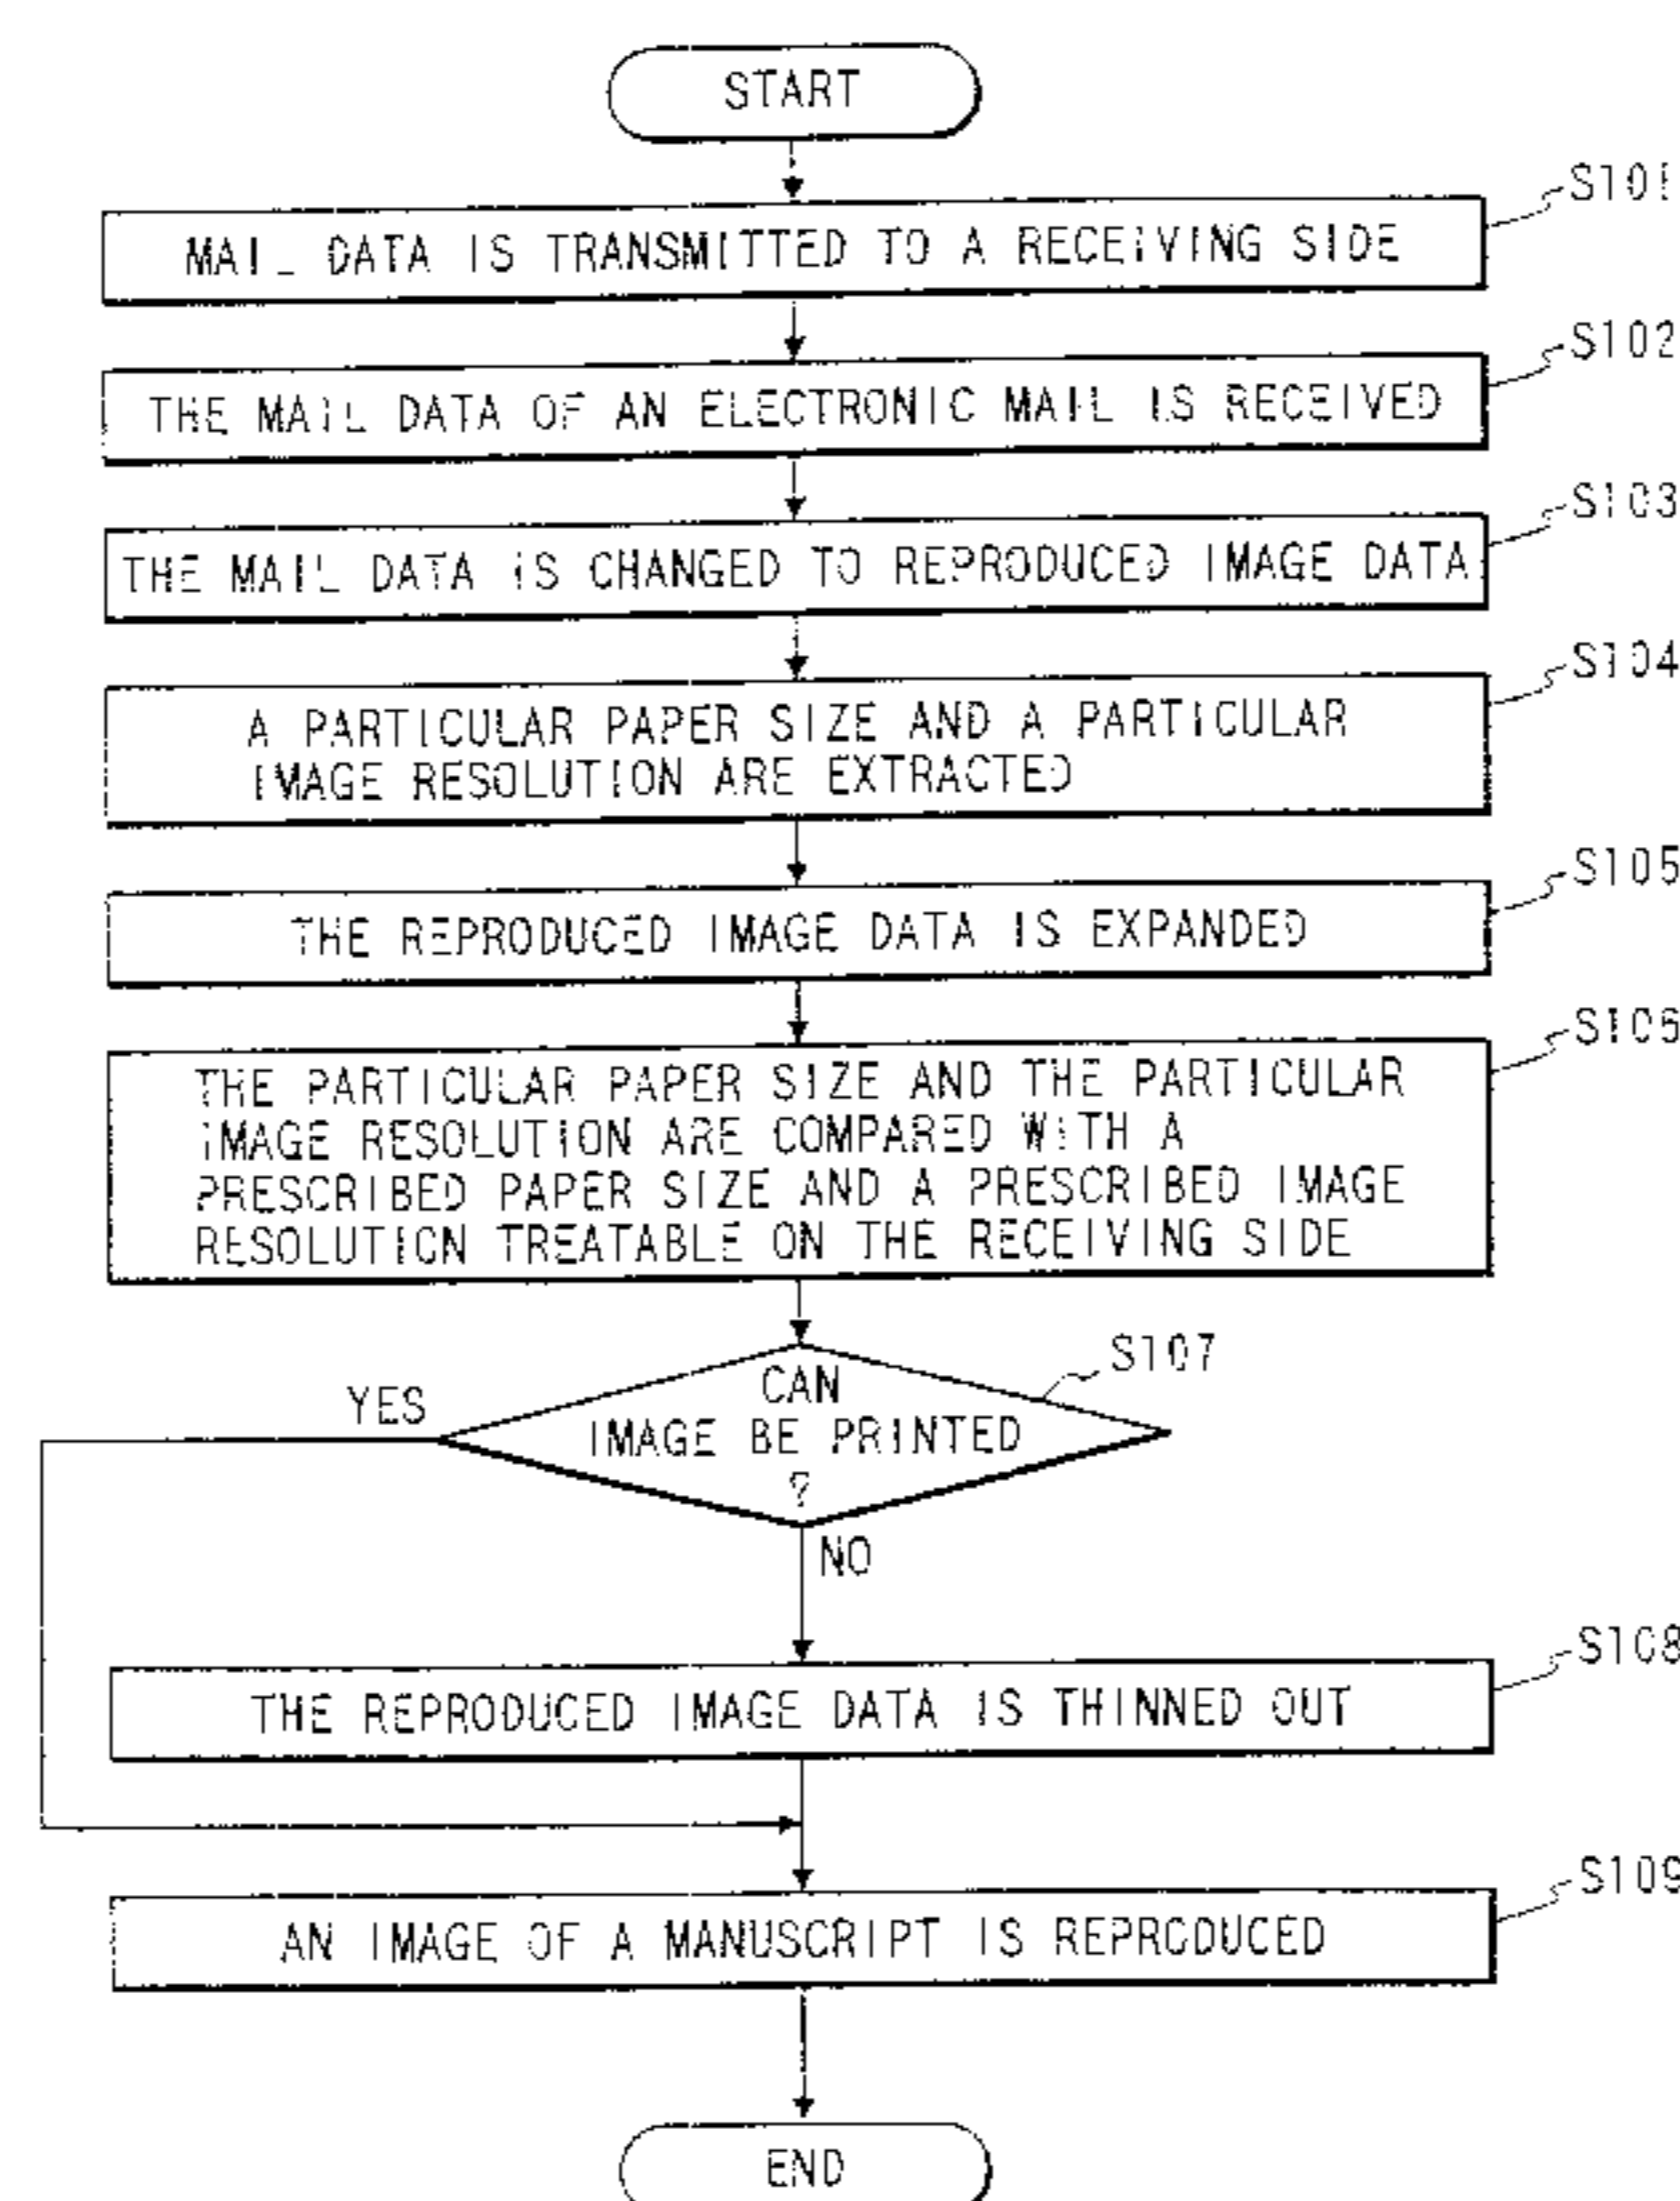 START
S101
MAIL DATA IS TRANSMITTED TO A RECEIVING SIDE
S102
THE MAIL DATA OF AN ELECTRONIC MAIL IS RECEIVED
S103
THE MAIL DATA IS CHANGED TO REPRODUCED IMAGE DATA
S104
A PARTICULAR PAPER SIZE AND A PARTICULAR
IMAGE RESOLUTION ARE EXTRACTED
S105
THE REPRODUCED IMAGE DATA IS EXPANDED
S106
THE PARTICULAR PAPER SIZE AND THE PARTICULAR
IMAGE RESOLUTION ARE COMPARED WITH A
PRESCRIBED PAPER SIZE AND A PRESCRIBED IMAGE
RESOLUTION TREATABLE ON THE RECEIVING SIDE
S107
CAN
IMAGE BE PRINTED
?
YES
NO
S108
THE REPRODUCED IMAGE DATA IS THINNED OUT
S109
AN IMAGE OF A MANUSCRIPT IS REPRODUCED
END